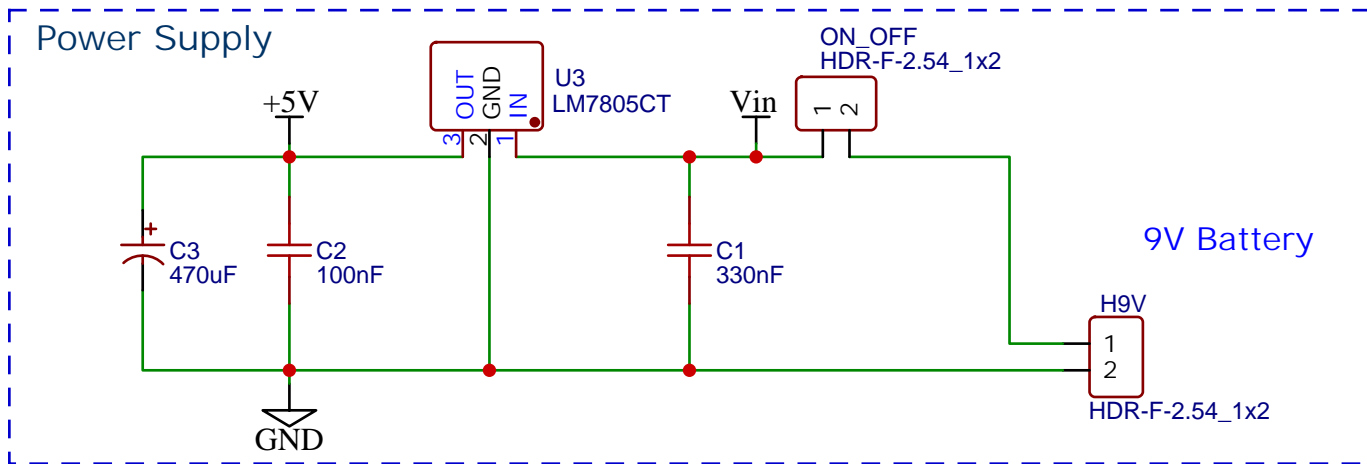 Power Supply
+5V
OUT
GND
IN
3
2
1
U3
LM7805CT
Vin
ON_OFF
HDR-F-2.54_1x2
1
2
+
C3
470uF
C2
100nF
C1
330nF
9V Battery
H9V
1
2
HDR-F-2.54_1x2
GND